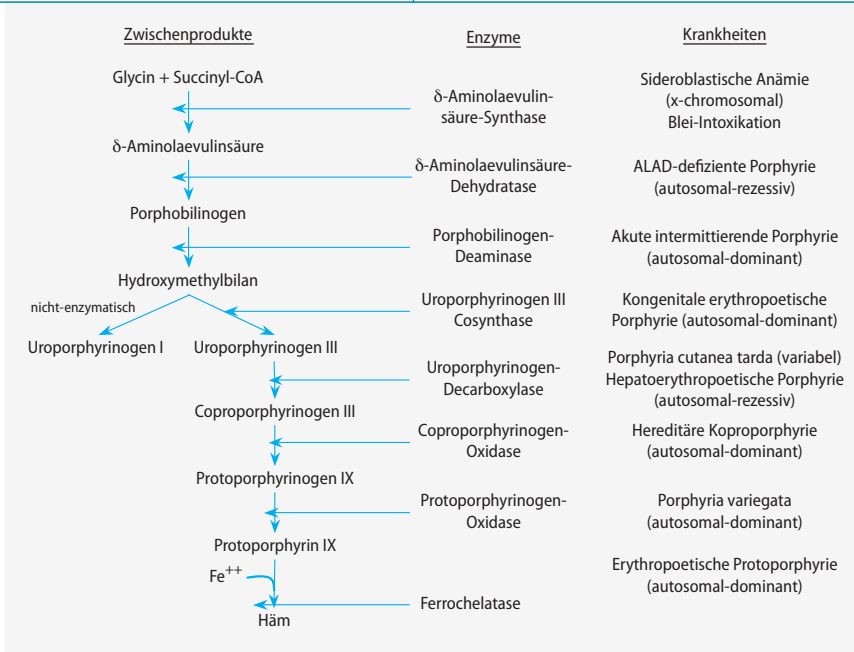 Zwischenprodukte
Enzyme
Krankheiten
Glycin + Succinyl-CoA
δ-Aminolaevulin-
säure-Synthase
Sideroblastische Anämie
(x-chromosomal)
Blei-Intoxikation
δ-Aminolaevulinsäure
δ-Aminolaevulinsäure-
Dehydratase
ALAD-defiziente Porphyrie
(autosomal-rezessiv)
Porphobilinogen
Porphobilinogen-
Deaminase
Akute intermittierende Porphyrie
(autosomal-dominant)
Hydroxymethylbilan
nicht-enzymatisch
Uroporphyrinogen III
Cosynthase
Kongenitale erythropoetische
Porphyrie (autosomal-dominant)
Uroporphyrinogen I
Uroporphyrinogen III
Uroporphyrinogen-
Decarboxylase
Porphyria cutanea tarda (variabel)
Hepatoerythropoetische Porphyrie
(autosomal-rezessiv)
Coproporphyrinogen III
Coproporphyrinogen-
Oxidase
Hereditäre Koproporphyrie
(autosomal-dominant)
Protoporphyrinogen IX
Protoporphyrinogen-
Oxidase
Porphyria variegata
(autosomal-dominant)
Protoporphyrin IX
Fe++
Erythropoetische Protoporphyrie
(autosomal-dominant)
Ferrochelatase
Häm